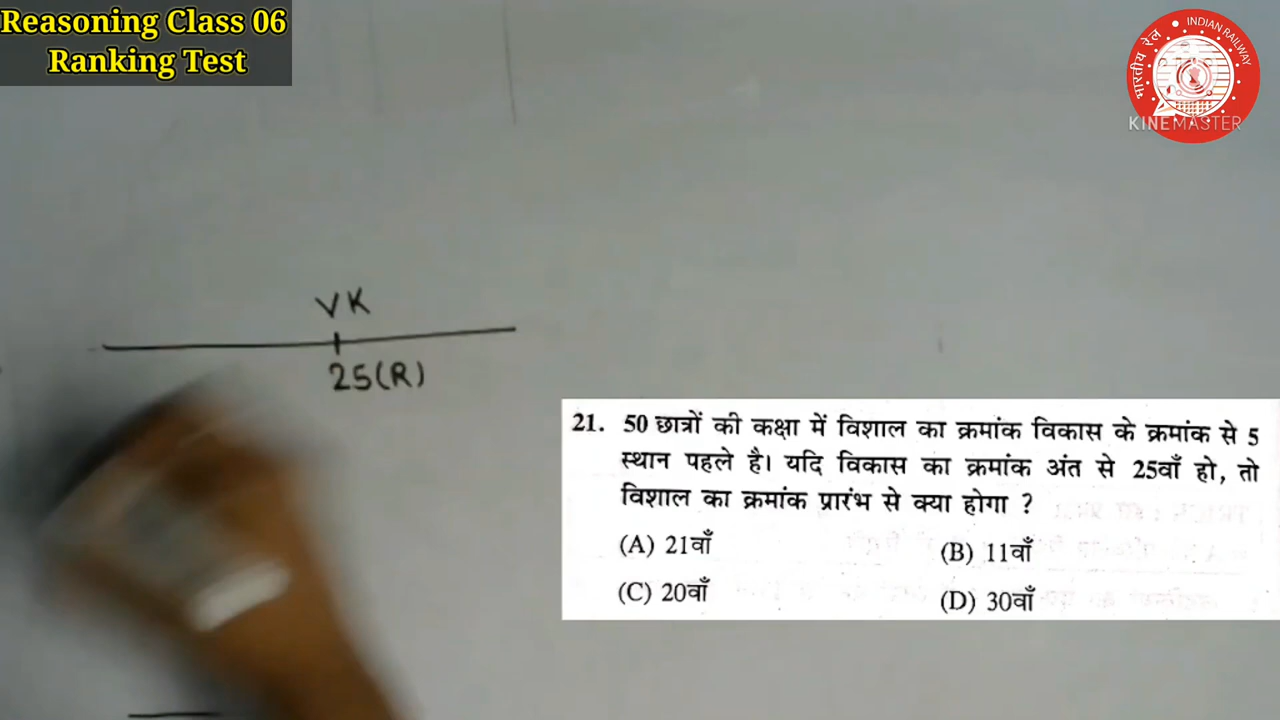 Reasoning Class 06
Ranking Test
भारतीय रेल
INDIAN RAILWAY
KINEMASTER
VK
25(R)
21. 50 छात्रों की कक्षा में विशाल का क्रमांक विकास के क्रमांक से 5
स्थान पहले है। यदि विकास का क्रमांक अंत से 25वाँ हो, तो
विशाल का क्रमांक प्रारंभ से क्या होगा ?
(A) 21वाँ
(B) 11वाँ
(C) 20वाँ
(D) 30वाँ